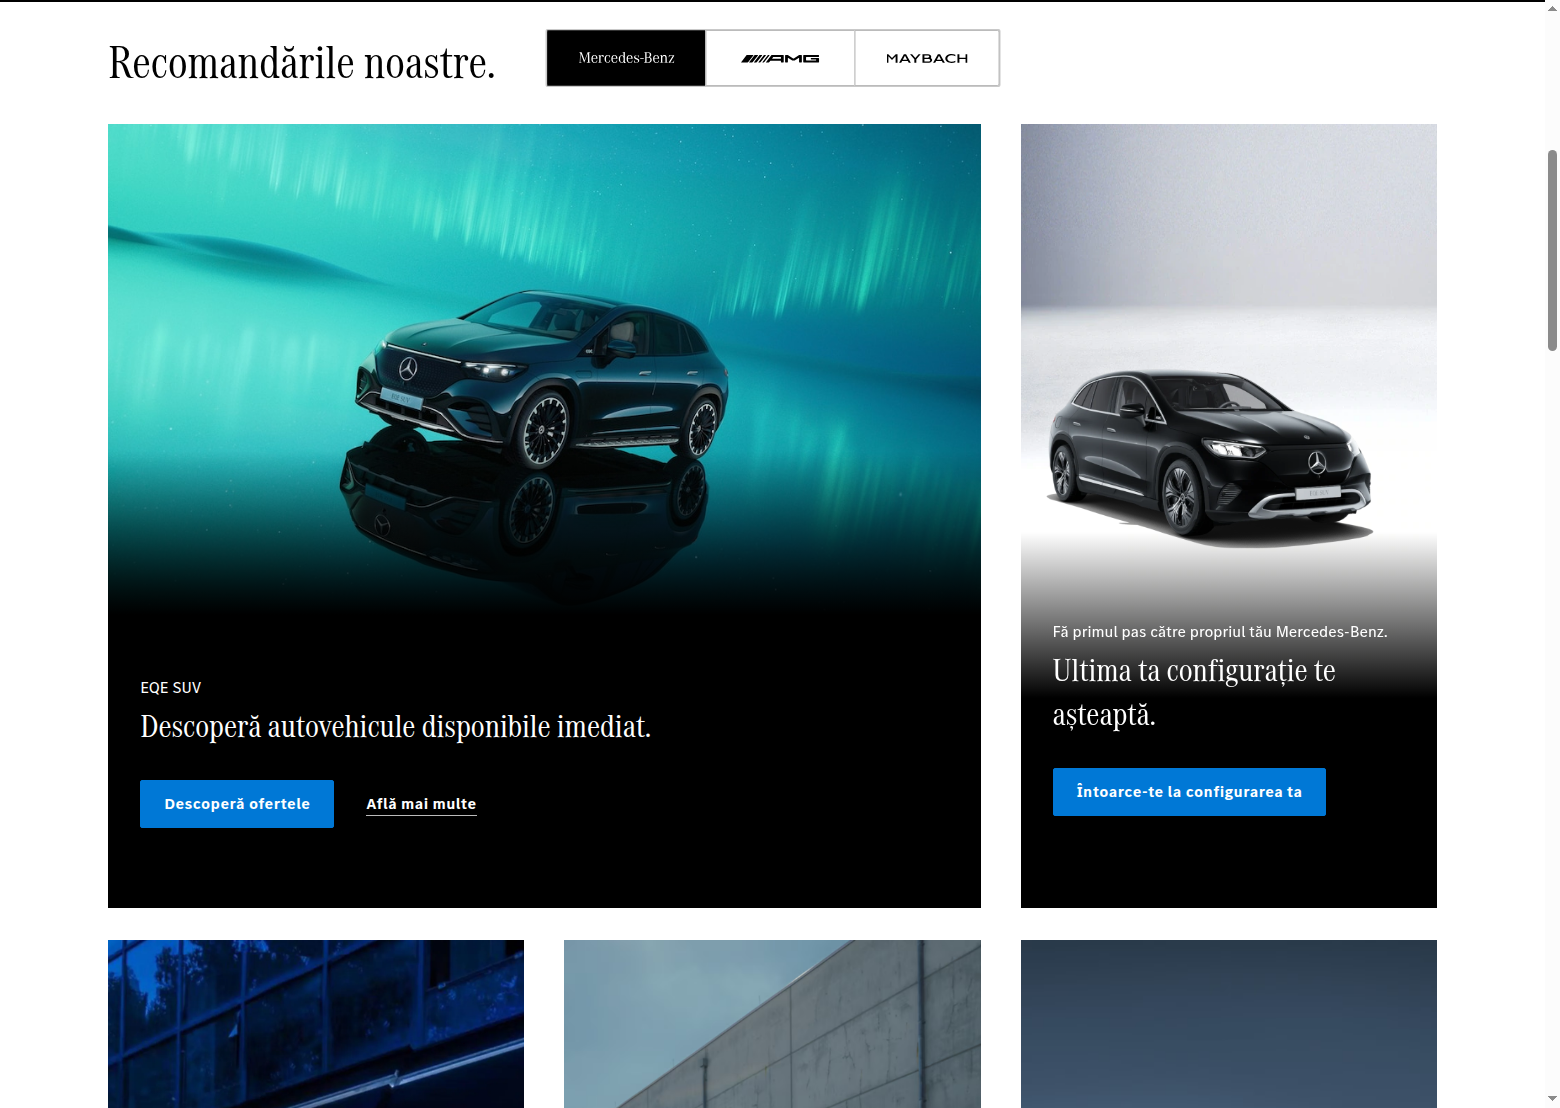 Recomandările noastre.
Mercedes-Benz
AMG
MAYBACH
EQE SUV
Descoperă autovehicule disponibile imediat.
Descoperă ofertele
Află mai multe
Fă primul pas către propriul tău Mercedes-Benz.
Ultima ta configurație te
așteaptă.
Întoarce-te la configurarea ta